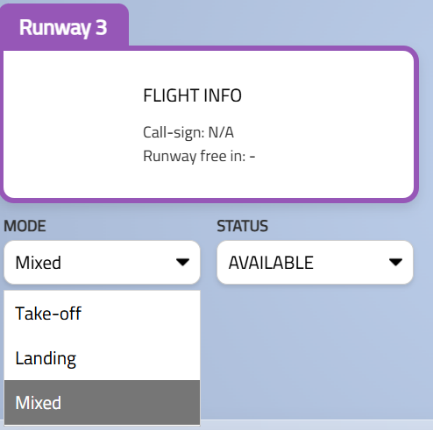 Runway 3
FLIGHT INFO
Call-sign: N/A
Runway free in: -
MODE
STATUS
Mixed
AVAILABLE
Take-off
Landing
Mixed